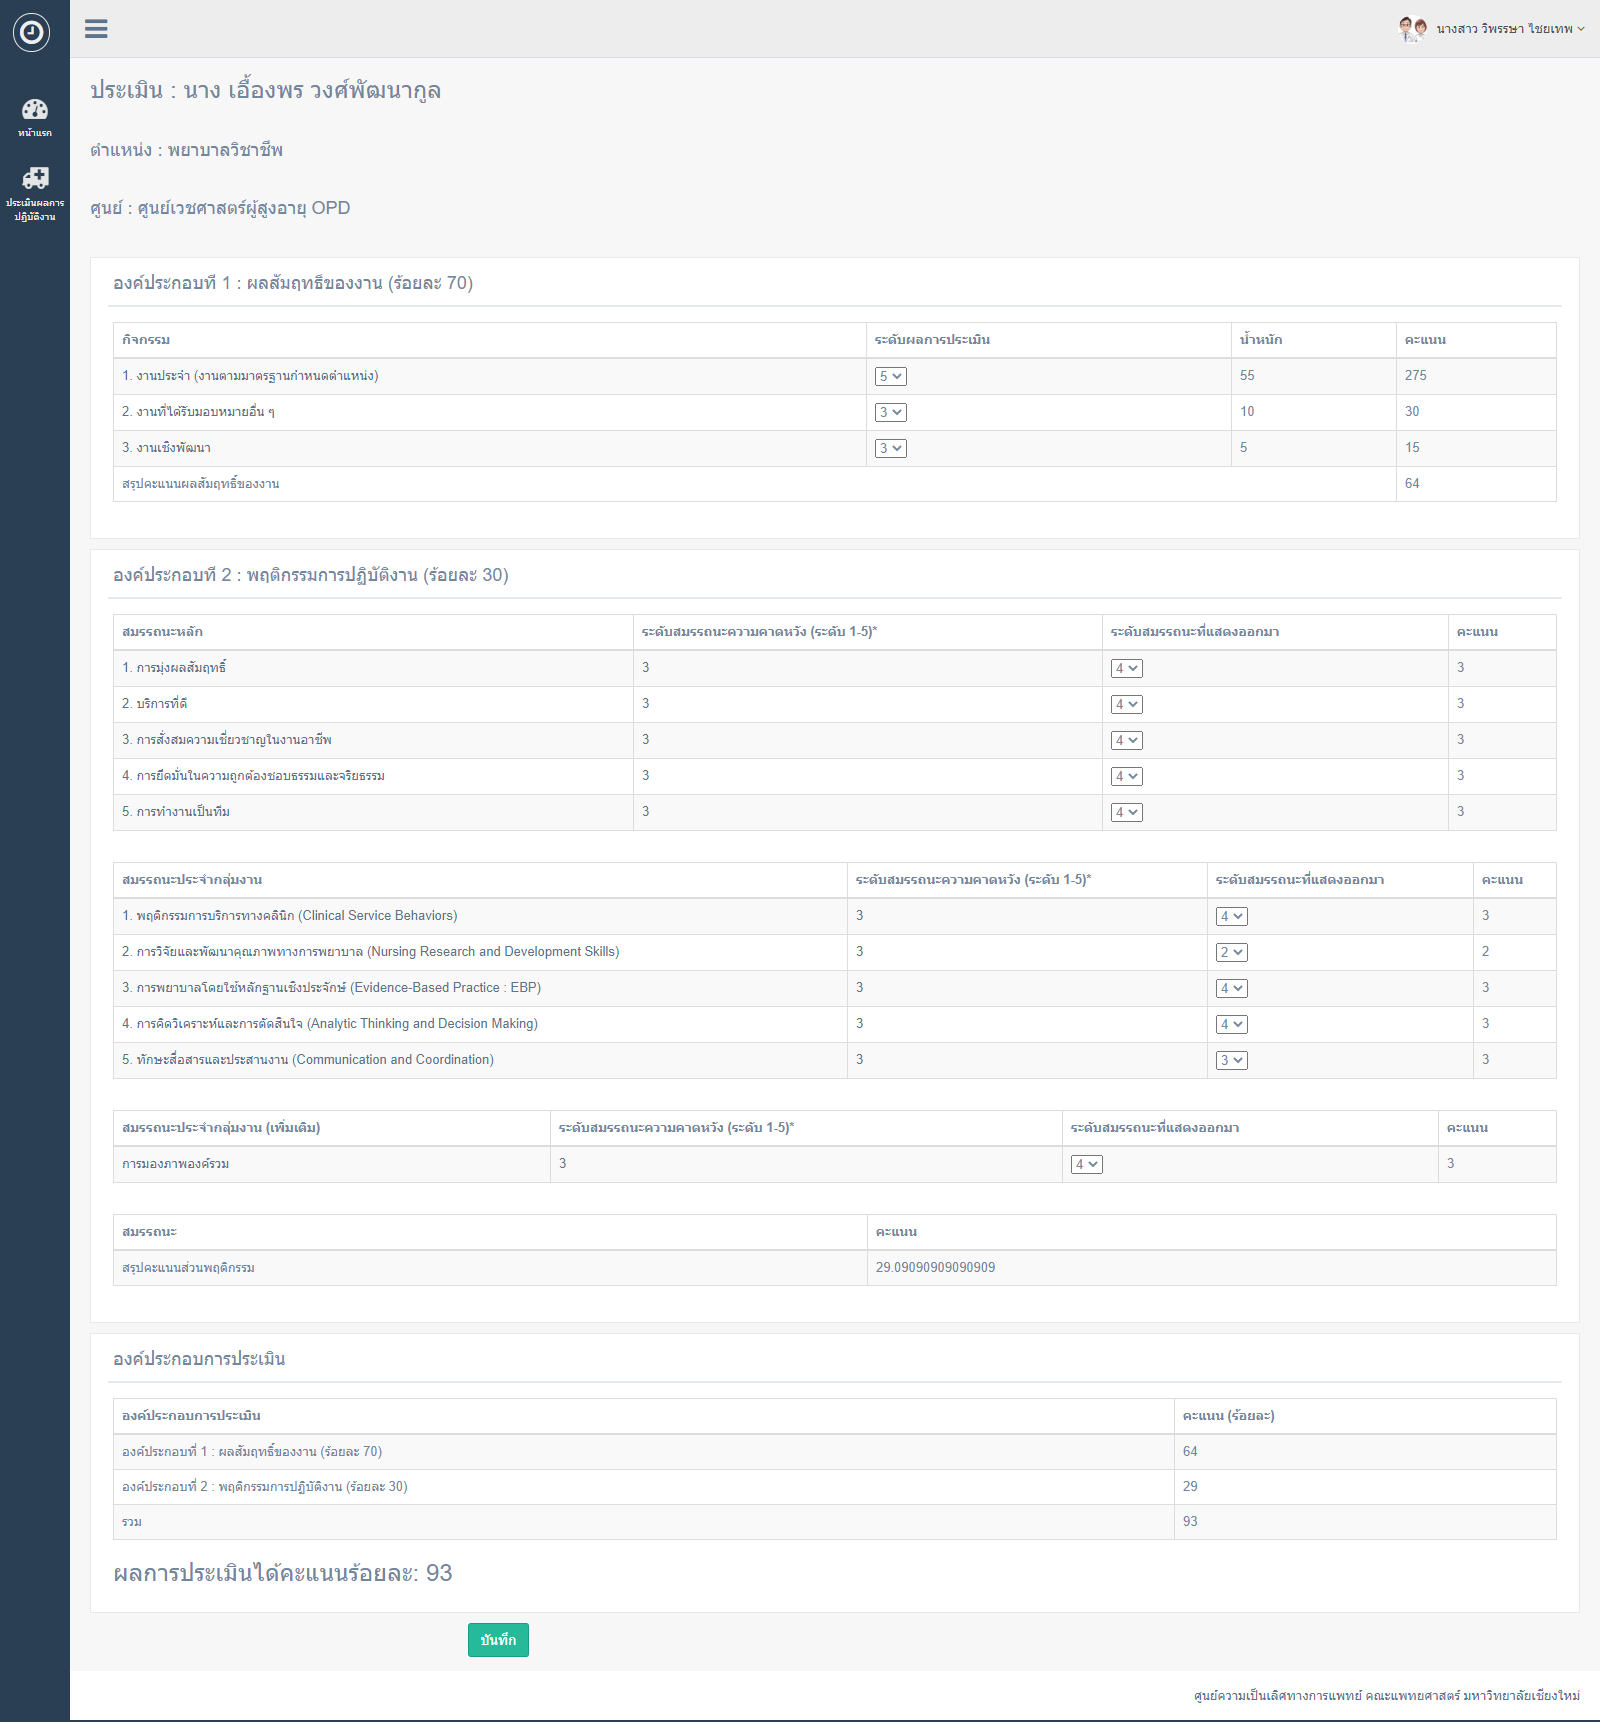 นางสาว วิพรรษา ไชยเทพ
หน้าแรก
ประเมินผลการ
ปฏิบัติงาน
ประเมิน : นาง เอื้องพร วงศ์พัฒนากูล
ตำแหน่ง : พยาบาลวิชาชีพ
ศูนย์ : ศูนย์เวชศาสตร์ผู้สูงอายุ OPD
องค์ประกอบที่ 1 : ผลสัมฤทธิ์ของงาน (ร้อยละ 70)
กิจกรรม ระดับผลการประเมิน น้ำหนัก คะแนน
1. งานประจำ (งานตามมาตรฐานกำหนดตำแหน่ง) 5 55 275
2. งานที่ได้รับมอบหมายอื่น ๆ 3 10 30
3. งานเชิงพัฒนา 3 5 15
สรุปคะแนนผลสัมฤทธิ์ของงาน 64
องค์ประกอบที่ 2 : พฤติกรรมการปฏิบัติงาน (ร้อยละ 30)
สมรรถนะหลัก ระดับสมรรถนะความคาดหวัง (ระดับ 1-5)* ระดับสมรรถนะที่แสดงออกมา คะแนน
1. การมุ่งผลสัมฤทธิ์ 3 4 3
2. บริการที่ดี 3 4 3
3. การสั่งสมความเชี่ยวชาญในงานอาชีพ 3 4 3
4. การยึดมั่นในความถูกต้องชอบธรรมและจริยธรรม 3 4 3
5. การทำงานเป็นทีม 3 4 3
สมรรถนะประจำกลุ่มงาน ระดับสมรรถนะความคาดหวัง (ระดับ 1-5)* ระดับสมรรถนะที่แสดงออกมา คะแนน
1. พฤติกรรมการบริการทางคลินิก (Clinical Service Behaviors) 3 4 3
2. การวิจัยและพัฒนาคุณภาพทางการพยาบาล (Nursing Research and Development Skills) 3 2 2
3. การพยาบาลโดยใช้หลักฐานเชิงประจักษ์ (Evidence-Based Practice : EBP) 3 4 3
4. การคิดวิเคราะห์และการตัดสินใจ (Analytic Thinking and Decision Making) 3 4 3
5. ทักษะสื่อสารและประสานงาน (Communication and Coordination) 3 3 3
สมรรถนะประจำกลุ่มงาน (เพิ่มเติม) ระดับสมรรถนะความคาดหวัง (ระดับ 1-5)* ระดับสมรรถนะที่แสดงออกมา คะแนน
การมองภาพองค์รวม 3 4 3
สมรรถนะ คะแนน
สรุปคะแนนส่วนพฤติกรรม 29.09090909090909
องค์ประกอบการประเมิน
องค์ประกอบการประเมิน คะแนน (ร้อยละ)
องค์ประกอบที่ 1 : ผลสัมฤทธิ์ของงาน (ร้อยละ 70) 64
องค์ประกอบที่ 2 : พฤติกรรมการปฏิบัติงาน (ร้อยละ 30) 29
รวม 93
ผลการประเมินได้คะแนนร้อยละ: 93
บันทึก
ศูนย์ความเป็นเลิศทางการแพทย์ คณะแพทยศาสตร์ มหาวิทยาลัยเชียงใหม่